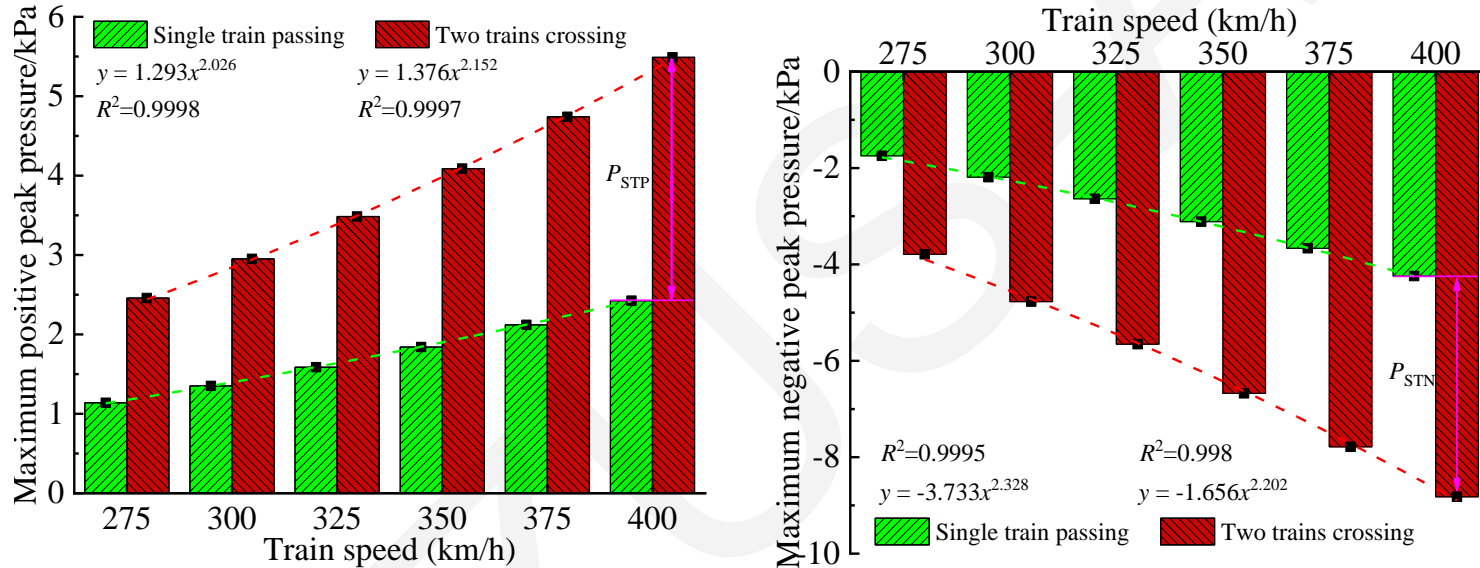 Maximum positive peak pressure/kPa
6
5
4
3
2
1
0
Single train passing
Two trains crossing
y = 1.293x^2.026
y = 1.376x^2.152
R²=0.9998
R²=0.9997
P_STP
275 300 325 350 375 400
Train speed (km/h)
Train speed (km/h)
275 300 325 350 375 400
Maximum negative peak pressure/kPa
0
-2
-4
-6
-8
-10
P_STN
R²=0.9995
R²=0.998
y = -3.733x^2.328
y = -1.656x^2.202
Single train passing
Two trains crossing